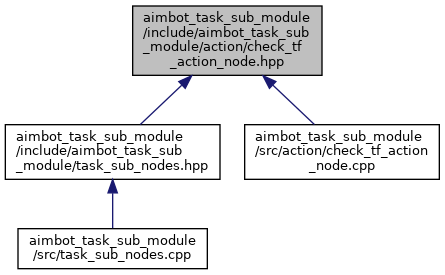 aimbot_task_sub_module
/include/aimbot_task_sub
_module/action/check_tf
_action_node.hpp
aimbot_task_sub_module
/include/aimbot_task_sub
_module/task_sub_nodes.hpp
aimbot_task_sub_module
/src/action/check_tf_action
_node.cpp
aimbot_task_sub_module
/src/task_sub_nodes.cpp